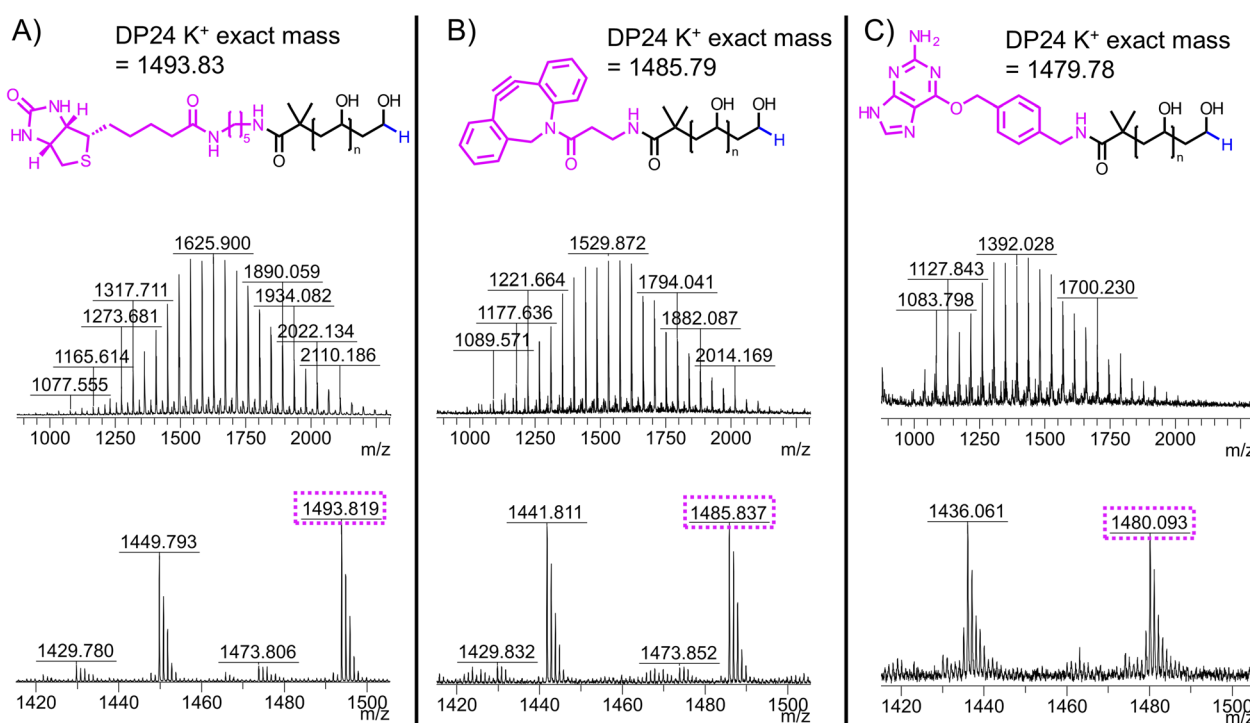 A)
DP24 K+ exact mass
= 1493.83
O
NH
HN
H
H
S
O
N
H
5
H
N
O
OH
n
OH
H
1625.900
1890.059
1317.711
1934.082
1273.681
2022.134
1165.614
2110.186
1077.555
1000 1250 1500 1750 2000
m/z
1493.819
1449.793
1429.780
1473.806
1420 1440 1460 1480 1500
m/z
B)
DP24 K+ exact mass
= 1485.79
N
O
H
N
O
OH
n
OH
H
1529.872
1221.664
1794.041
1177.636
1882.087
1089.571
2014.169
1000 1250 1500 1750 2000
m/z
1441.811
1485.837
1429.832
1473.852
1420 1440 1460 1480 1500
m/z
C)
DP24 K+ exact mass
= 1479.78
NH2
N
N
HN
N
O
H
N
O
OH
n
OH
H
1392.028
1127.843
1083.798
1700.230
1000 1250 1500 1750 2000
m/z
1436.061
1480.093
1420 1440 1460 1480 1500
m/z